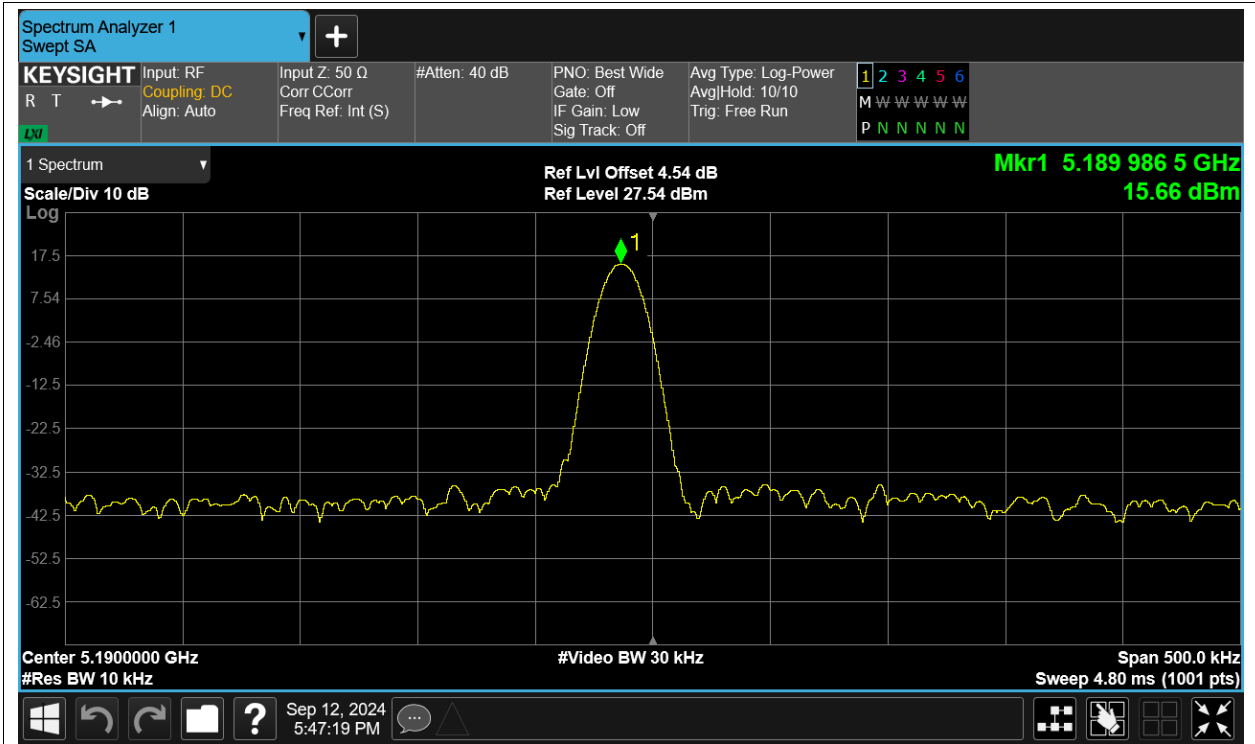 Spectrum Analyzer 1
Swept SA
+
KEYSIGHT
R T
LXI
Input: RF
Coupling: DC
Align: Auto
Input Z: 50 Ω
Corr CCorr
Freq Ref: Int (S)
#Atten: 40 dB
PNO: Best Wide
Gate: Off
IF Gain: Low
Sig Track: Off
Avg Type: Log-Power
Avg|Hold: 10/10
Trig: Free Run
1 2 3 4 5 6
M W W W W W
P N N N N N
1 Spectrum
Scale/Div 10 dB
Ref Lvl Offset 4.54 dB
Ref Level 27.54 dBm
Mkr1 5.189 986 5 GHz
15.66 dBm
Log
1
17.5
7.54
-2.46
-12.5
-22.5
-32.5
-42.5
-52.5
-62.5
Center 5.1900000 GHz
#Res BW 10 kHz
#Video BW 30 kHz
Span 500.0 kHz
Sweep 4.80 ms (1001 pts)
?
Sep 12, 2024
5:47:19 PM